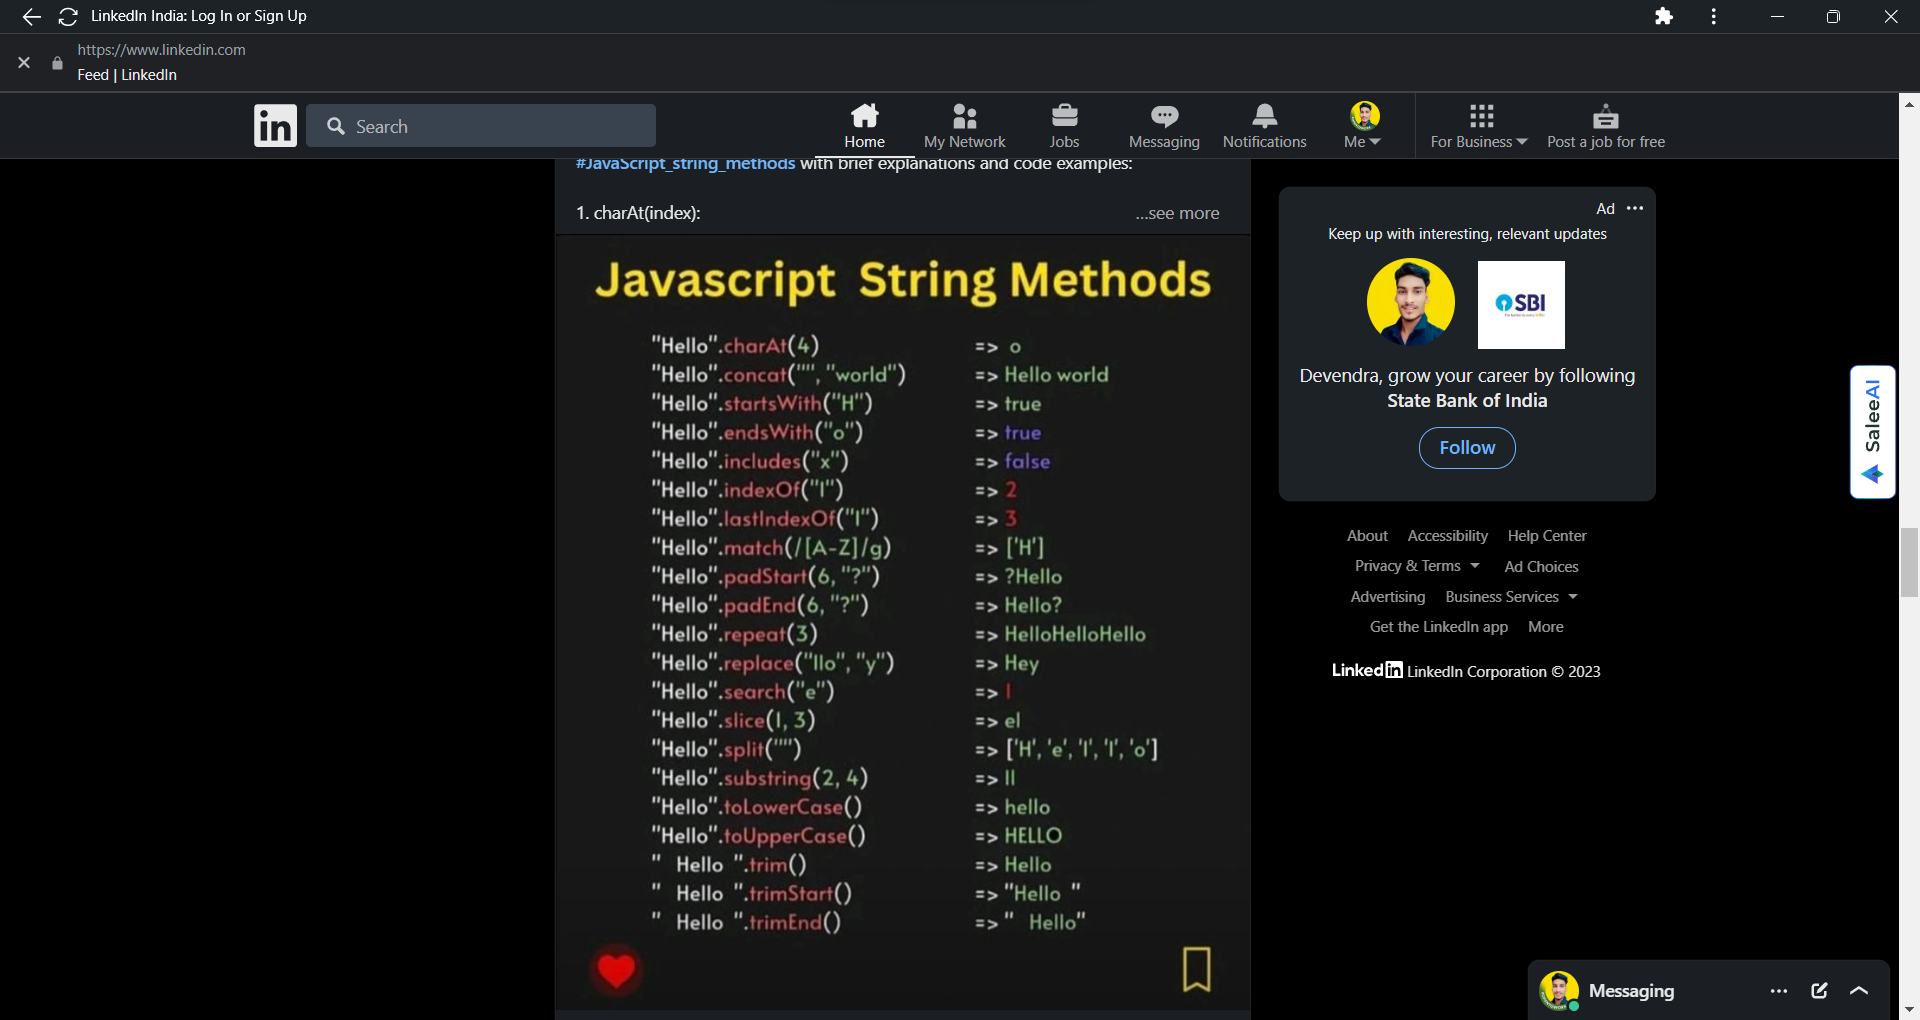 LinkedIn India: Log In or Sign Up
https://www.linkedin.com
Feed | LinkedIn
in
Search
Home
My Network
Jobs
Messaging
Notifications
Me
For Business
Post a job for free
#JavaScript_string_methods with brief explanations and code examples:
1. charAt(index):
...see more
Javascript String Methods
"Hello".charAt(4) => o
"Hello".concat("", "world") => Hello world
"Hello".startsWith("H") => true
"Hello".endsWith("o") => true
"Hello".includes("x") => false
"Hello".indexOf("l") => 2
"Hello".lastIndexOf("l") => 3
"Hello".match(/[A-Z]/g) => ['H']
"Hello".padStart(6, "?") => ?Hello
"Hello".padEnd(6, "?") => Hello?
"Hello".repeat(3) => HelloHelloHello
"Hello".replace("llo", "y") => Hey
"Hello".search("e") => 1
"Hello".slice(1, 3) => el
"Hello".split("") => ['H', 'e', 'l', 'l', 'o']
"Hello".substring(2, 4) => ll
"Hello".toLowerCase() => hello
"Hello".toUpperCase() => HELLO
" Hello ".trim() => Hello
" Hello ".trimStart() => "Hello "
" Hello ".trimEnd() => " Hello"
Ad
Keep up with interesting, relevant updates
SBI
Devendra, grow your career by following
State Bank of India
Follow
About Accessibility Help Center
Privacy & Terms Ad Choices
Advertising Business Services
Get the LinkedIn app More
LinkedIn LinkedIn Corporation © 2023
SaleeAI
Messaging